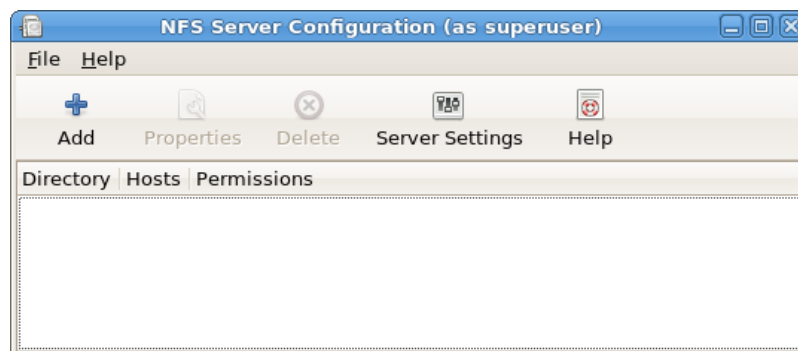 NFS Server Configuration (as superuser)
File Help
Add Properties Delete Server Settings Help
Directory Hosts Permissions